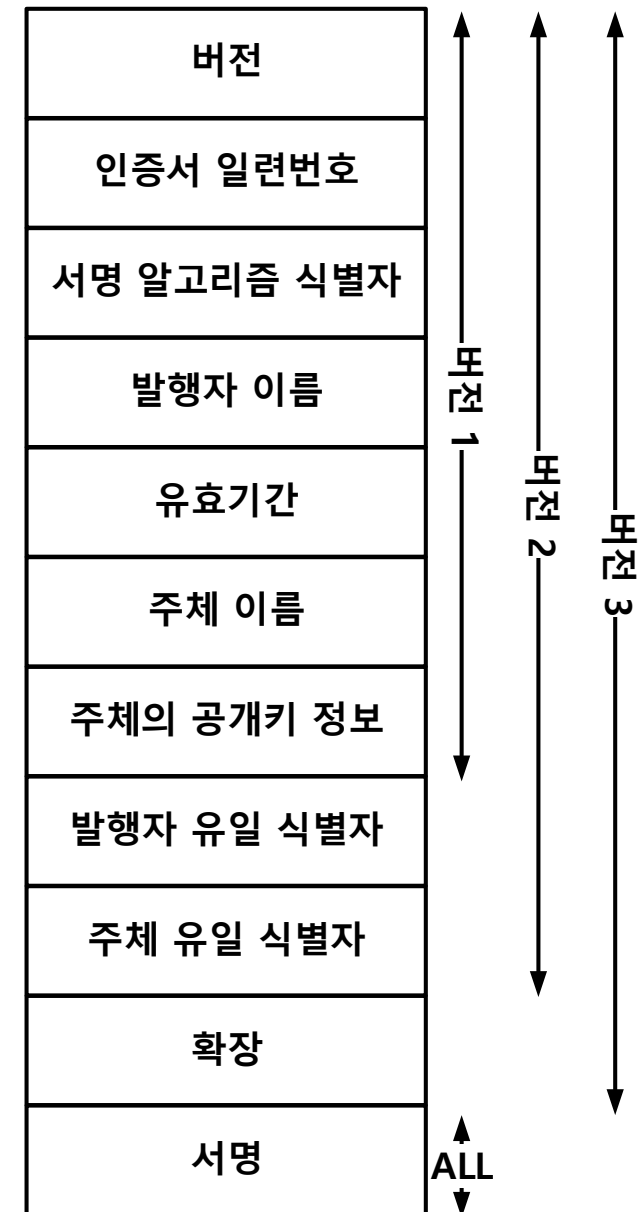 버전
인증서 일련번호
서명 알고리즘 식별자
발행자 이름
유효기간
주체 이름
주체의 공개키 정보
발행자 유일 식별자
주체 유일 식별자
확장
서명
버전 1
버전 2
버전 3
ALL